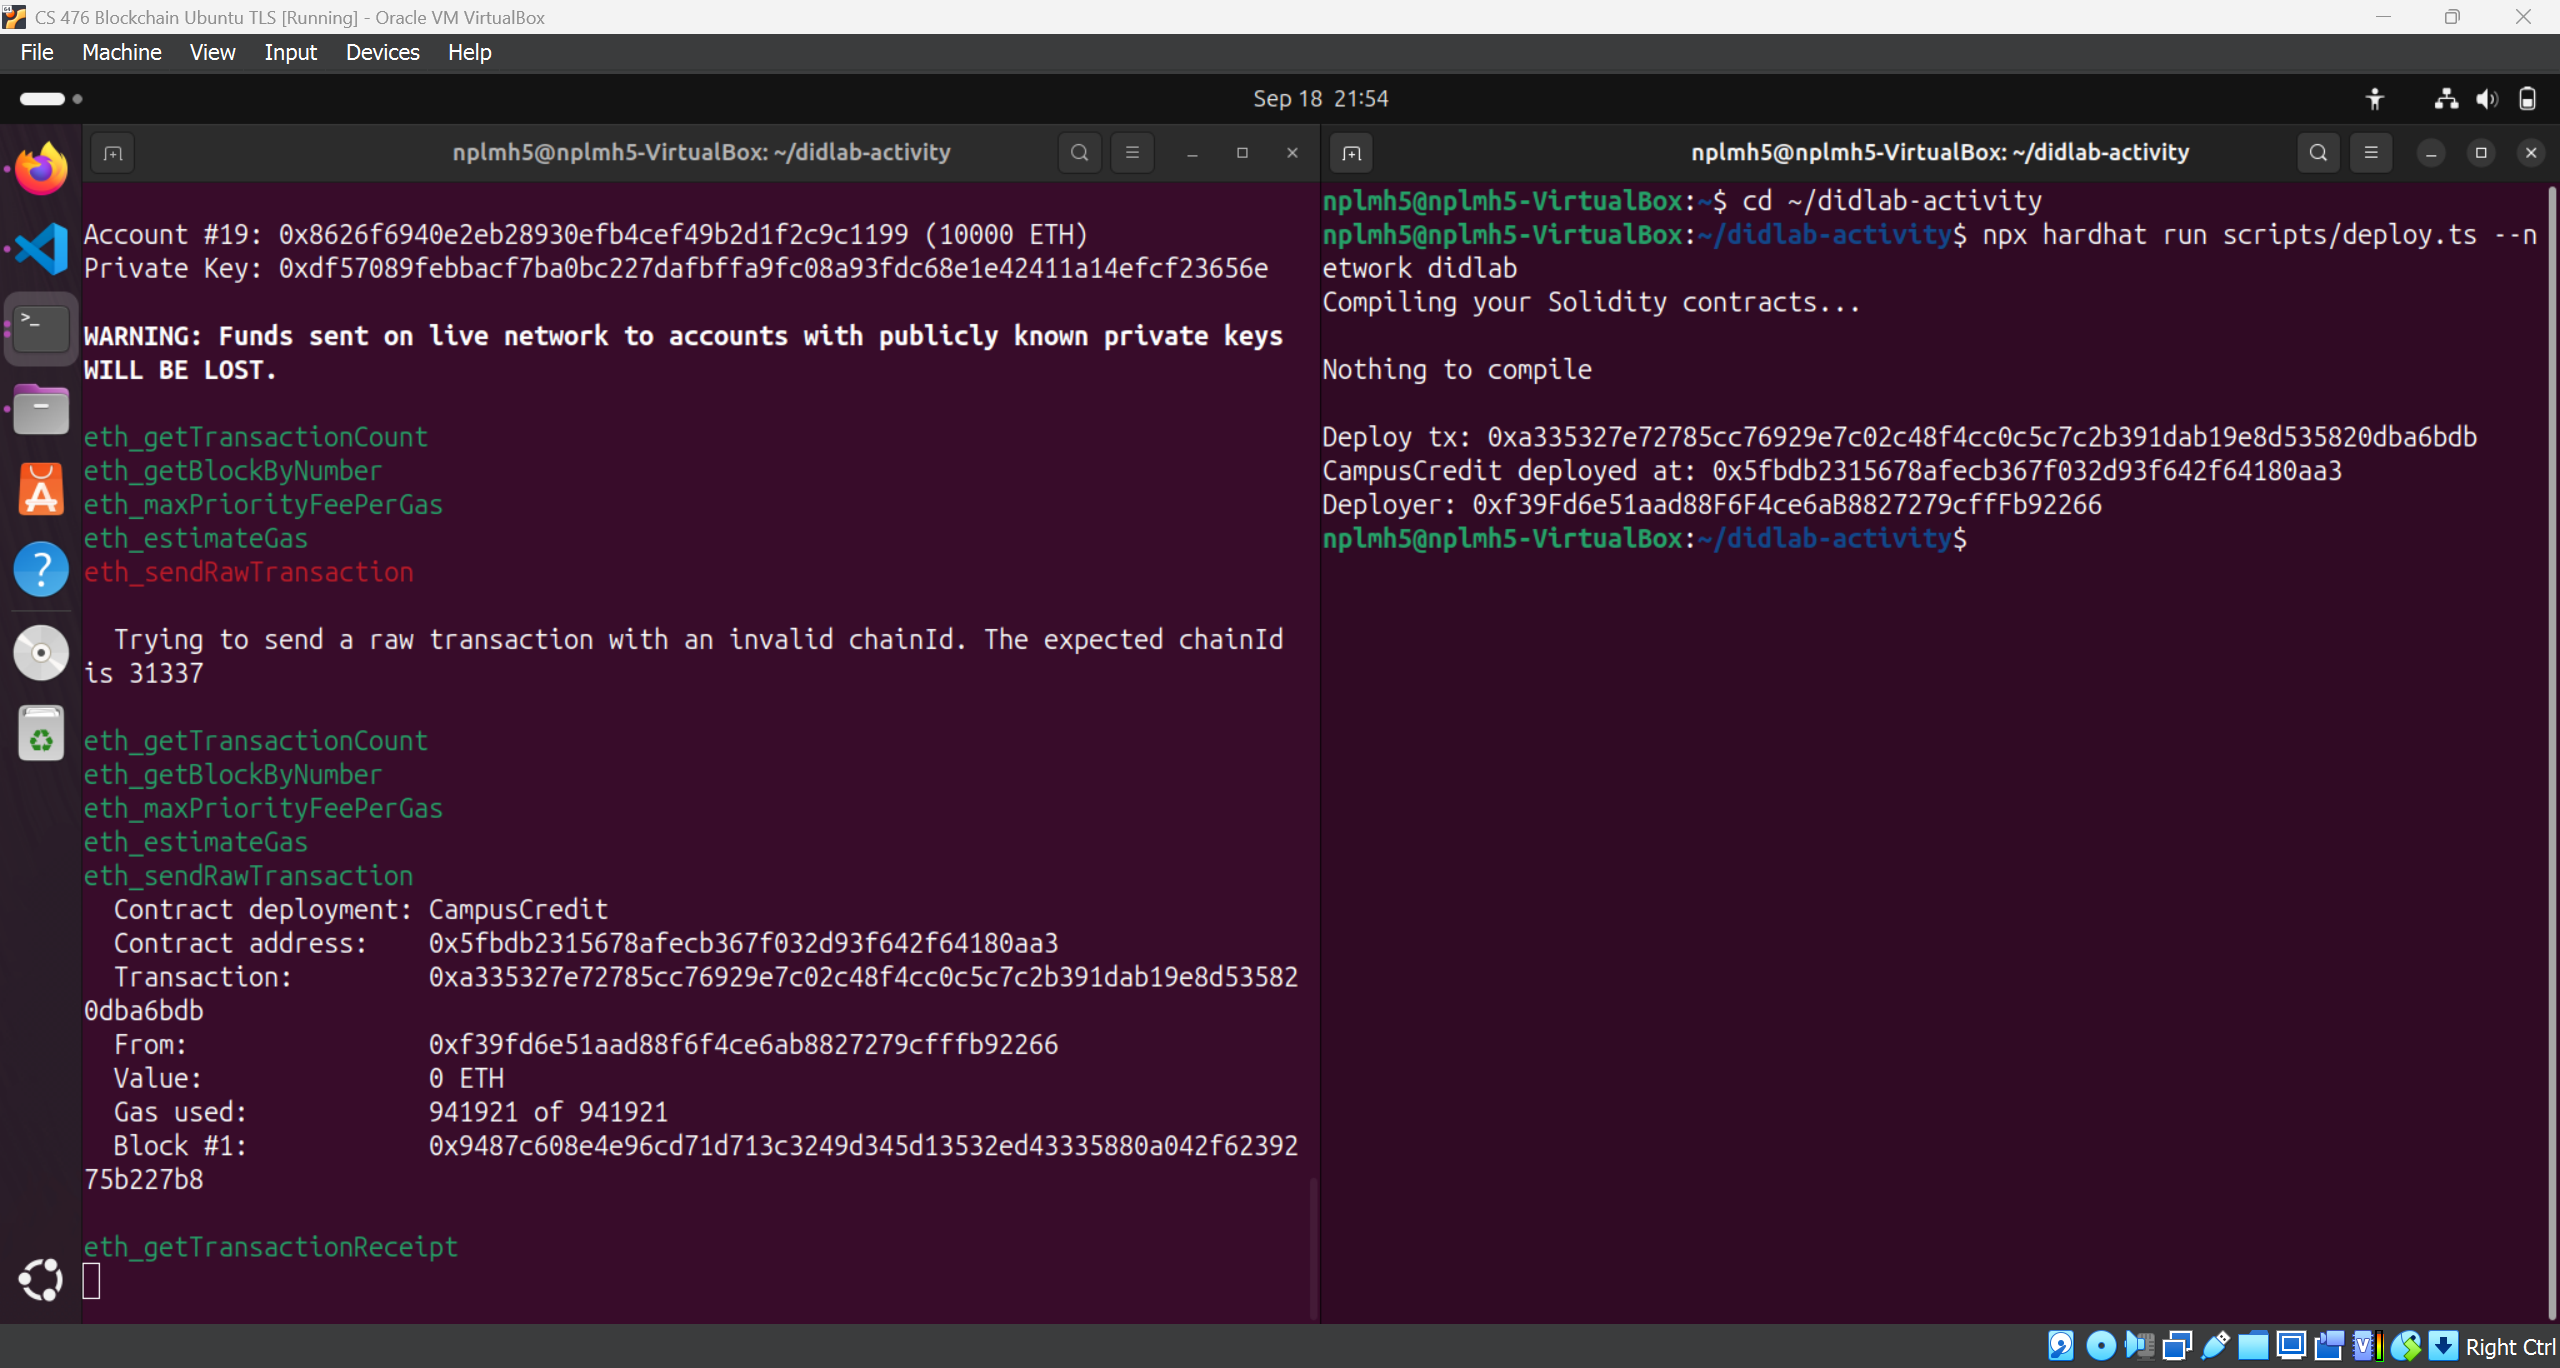 CS 476 Blockchain Ubuntu TLS [Running] - Oracle VM VirtualBox
File Machine View Input Devices Help
Sep 18 21:54
nplmh5@nplmh5-VirtualBox: ~/didlab-activity
Account #19: 0x8626f6940e2eb28930efb4cef49b2d1f2c9c1199 (10000 ETH)
Private Key: 0xdf57089febbacf7ba0bc227dafbffa9fc08a93fdc68e1e42411a14efcf23656e
WARNING: Funds sent on live network to accounts with publicly known private keys
WILL BE LOST.
eth_getTransactionCount
eth_getBlockByNumber
eth_maxPriorityFeePerGas
eth_estimateGas
eth_sendRawTransaction
Trying to send a raw transaction with an invalid chainId. The expected chainId
is 31337
eth_getTransactionCount
eth_getBlockByNumber
eth_maxPriorityFeePerGas
eth_estimateGas
eth_sendRawTransaction
Contract deployment: CampusCredit
Contract address: 0x5fbdb2315678afecb367f032d93f642f64180aa3
Transaction: 0xa335327e72785cc76929e7c02c48f4cc0c5c7c2b391dab19e8d53582
0dba6bdb
From: 0xf39fd6e51aad88f6f4ce6ab8827279cfffb92266
Value: 0 ETH
Gas used: 941921 of 941921
Block #1: 0x9487c608e4e96cd71d713c3249d345d13532ed43335880a042f62392
75b227b8
eth_getTransactionReceipt
nplmh5@nplmh5-VirtualBox: ~/didlab-activity
nplmh5@nplmh5-VirtualBox:~$ cd ~/didlab-activity
nplmh5@nplmh5-VirtualBox:~/didlab-activity$ npx hardhat run scripts/deploy.ts --n
etwork didlab
Compiling your Solidity contracts...
Nothing to compile
Deploy tx: 0xa335327e72785cc76929e7c02c48f4cc0c5c7c2b391dab19e8d535820dba6bdb
CampusCredit deployed at: 0x5fbdb2315678afecb367f032d93f642f64180aa3
Deployer: 0xf39Fd6e51aad88F6F4ce6aB8827279cffFb92266
nplmh5@nplmh5-VirtualBox:~/didlab-activity$
Right Ctrl